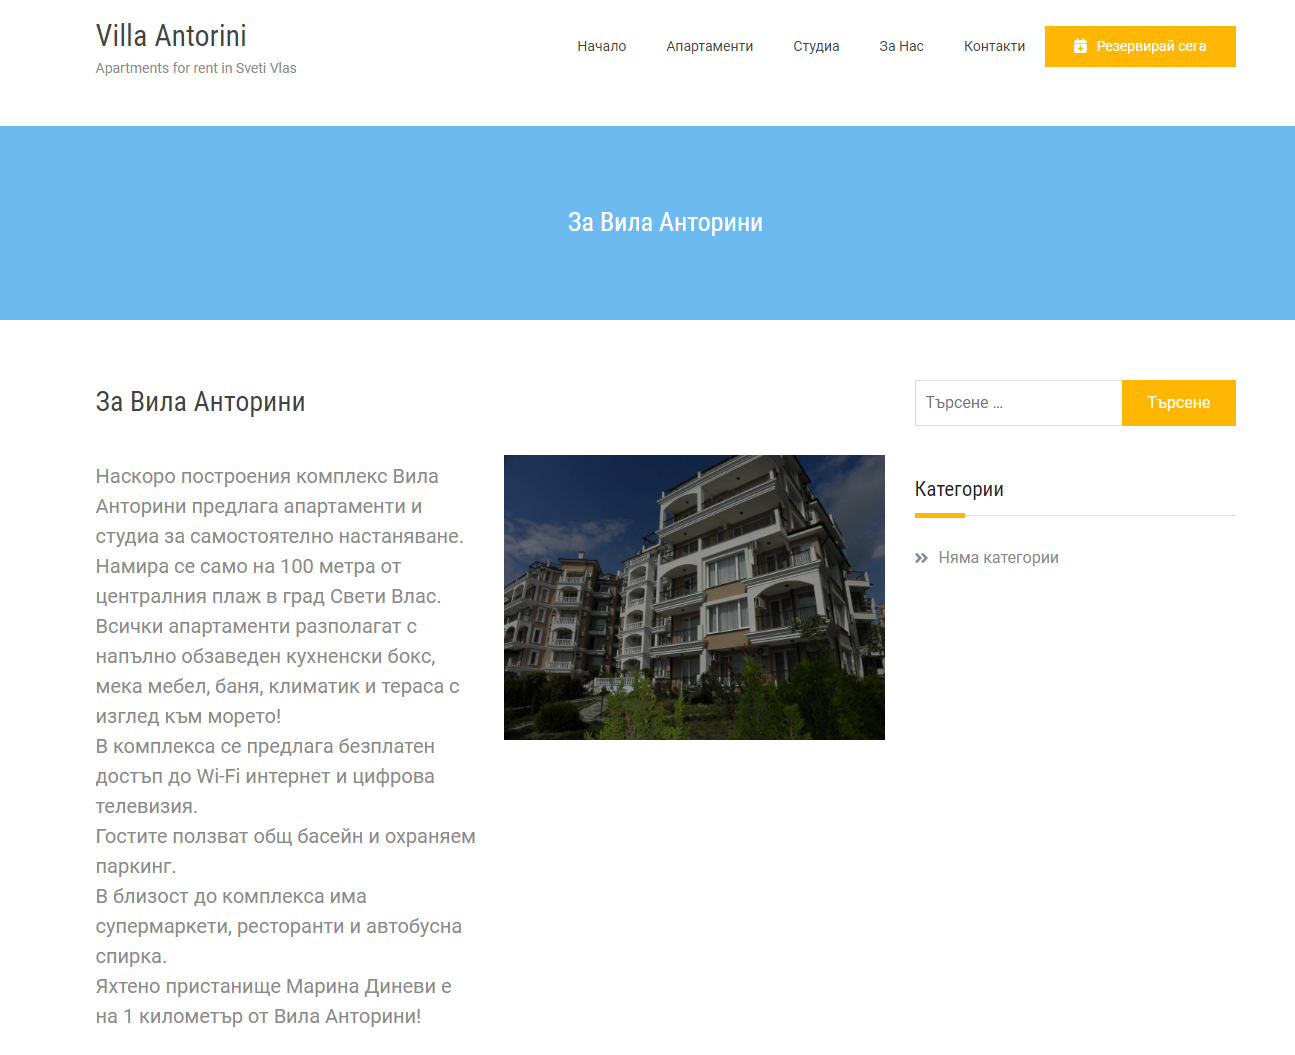 Villa Antorini
Apartments for rent in Sveti Vlas
Начало Апартаменти Студиа За Нас Контакти Резервирай сега
За Вила Анторини
За Вила Анторини
Наскоро построения комплекс Вила
Анторини предлага апартаменти и
студиа за самостоятелно настаняване.
Намира се само на 100 метра от
централния плаж в град Свети Влас.
Всички апартаменти разполагат с
напълно обзаведен кухненски бокс,
мека мебел, баня, климатик и тераса с
изглед към морето!
В комплекса се предлага безплатен
достъп до Wi-Fi интернет и цифрова
телевизия.
Гостите ползват общ басейн и охраняем
паркинг.
В близост до комплекса има
супермаркети, ресторанти и автобусна
спирка.
Яхтено пристанище Марина Диневи е
на 1 километър от Вила Анторини!
Търсене ... Търсене
Категории
Няма категории